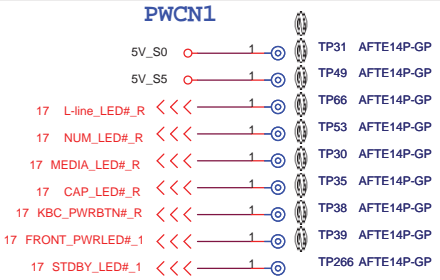 PWCN1
5V_S0 1 TP31 AFTE14P-GP
5V_S5 1 TP49 AFTE14P-GP
17 L-line_LED#_R 1 TP66 AFTE14P-GP
17 NUM_LED#_R 1 TP53 AFTE14P-GP
17 MEDIA_LED#_R 1 TP30 AFTE14P-GP
17 CAP_LED#_R 1 TP35 AFTE14P-GP
17 KBC_PWRBTN#_R 1 TP38 AFTE14P-GP
17 FRONT_PWRLED#_1 1 TP39 AFTE14P-GP
17 STDBY_LED#_1 1 TP266 AFTE14P-GP